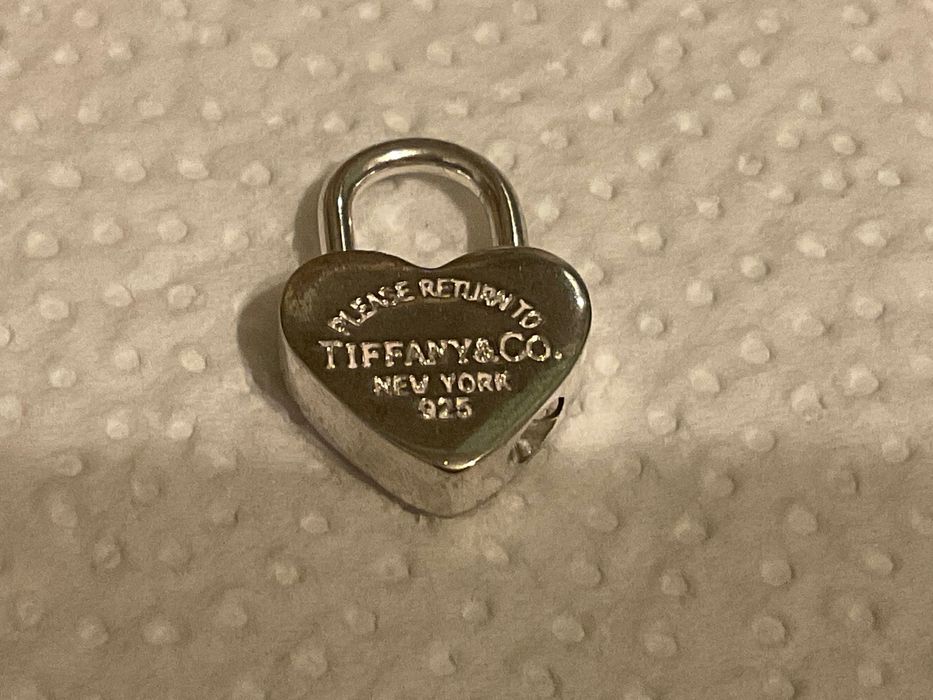 PLEASE RETURN TO
TIFFANY&CO.
NEW YORK
925